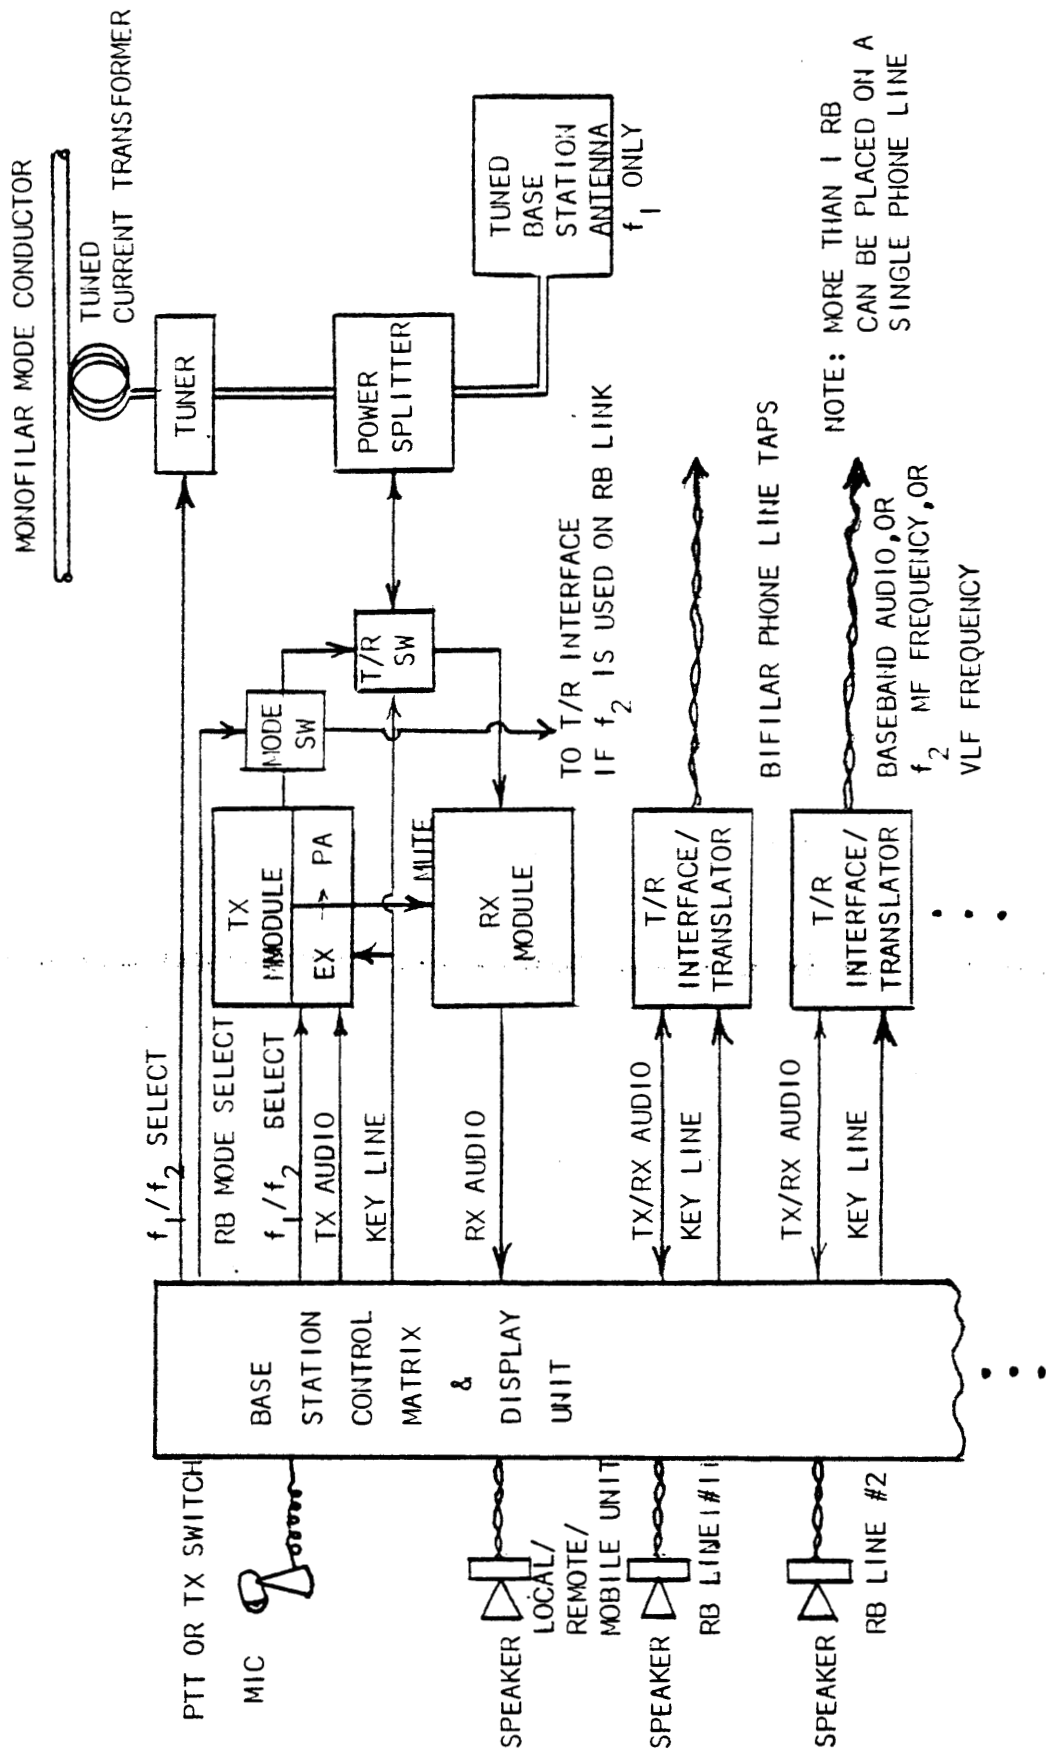 MONOFILAR MODE CONDUCTOR
TUNED
CURRENT TRANSFORMER
TUNER
POWER
SPLITTER
TUNED
BASE
STATION
ANTENNA
f1 ONLY
f1/f2 SELECT
RB MODE SELECT
f1/f2 SELECT
TX AUDIO
KEY LINE
RX AUDIO
TX/RX AUDIO
KEY LINE
TX/RX AUDIO
KEY LINE
TX
MODULE
EX → PA
MODE
SW
T/R
SW
MUTE
RX
MODULE
TO T/R INTERFACE
IF f2 IS USED ON RB LINK
T/R
INTERFACE/
TRANSLATOR
BIFILAR PHONE LINE TAPS
T/R
INTERFACE/
TRANSLATOR
BASEBAND AUDIO, OR
f2 MF FREQUENCY, OR
VLF FREQUENCY
NOTE: MORE THAN 1 RB
CAN BE PLACED ON A
SINGLE PHONE LINE
PTT OR TX SWITCH
MIC
BASE
STATION
CONTROL
MATRIX
&
DISPLAY
UNIT
SPEAKER
LOCAL/
REMOTE/
MOBILE UNIT
SPEAKER
RB LINE #1
SPEAKER
RB LINE #2